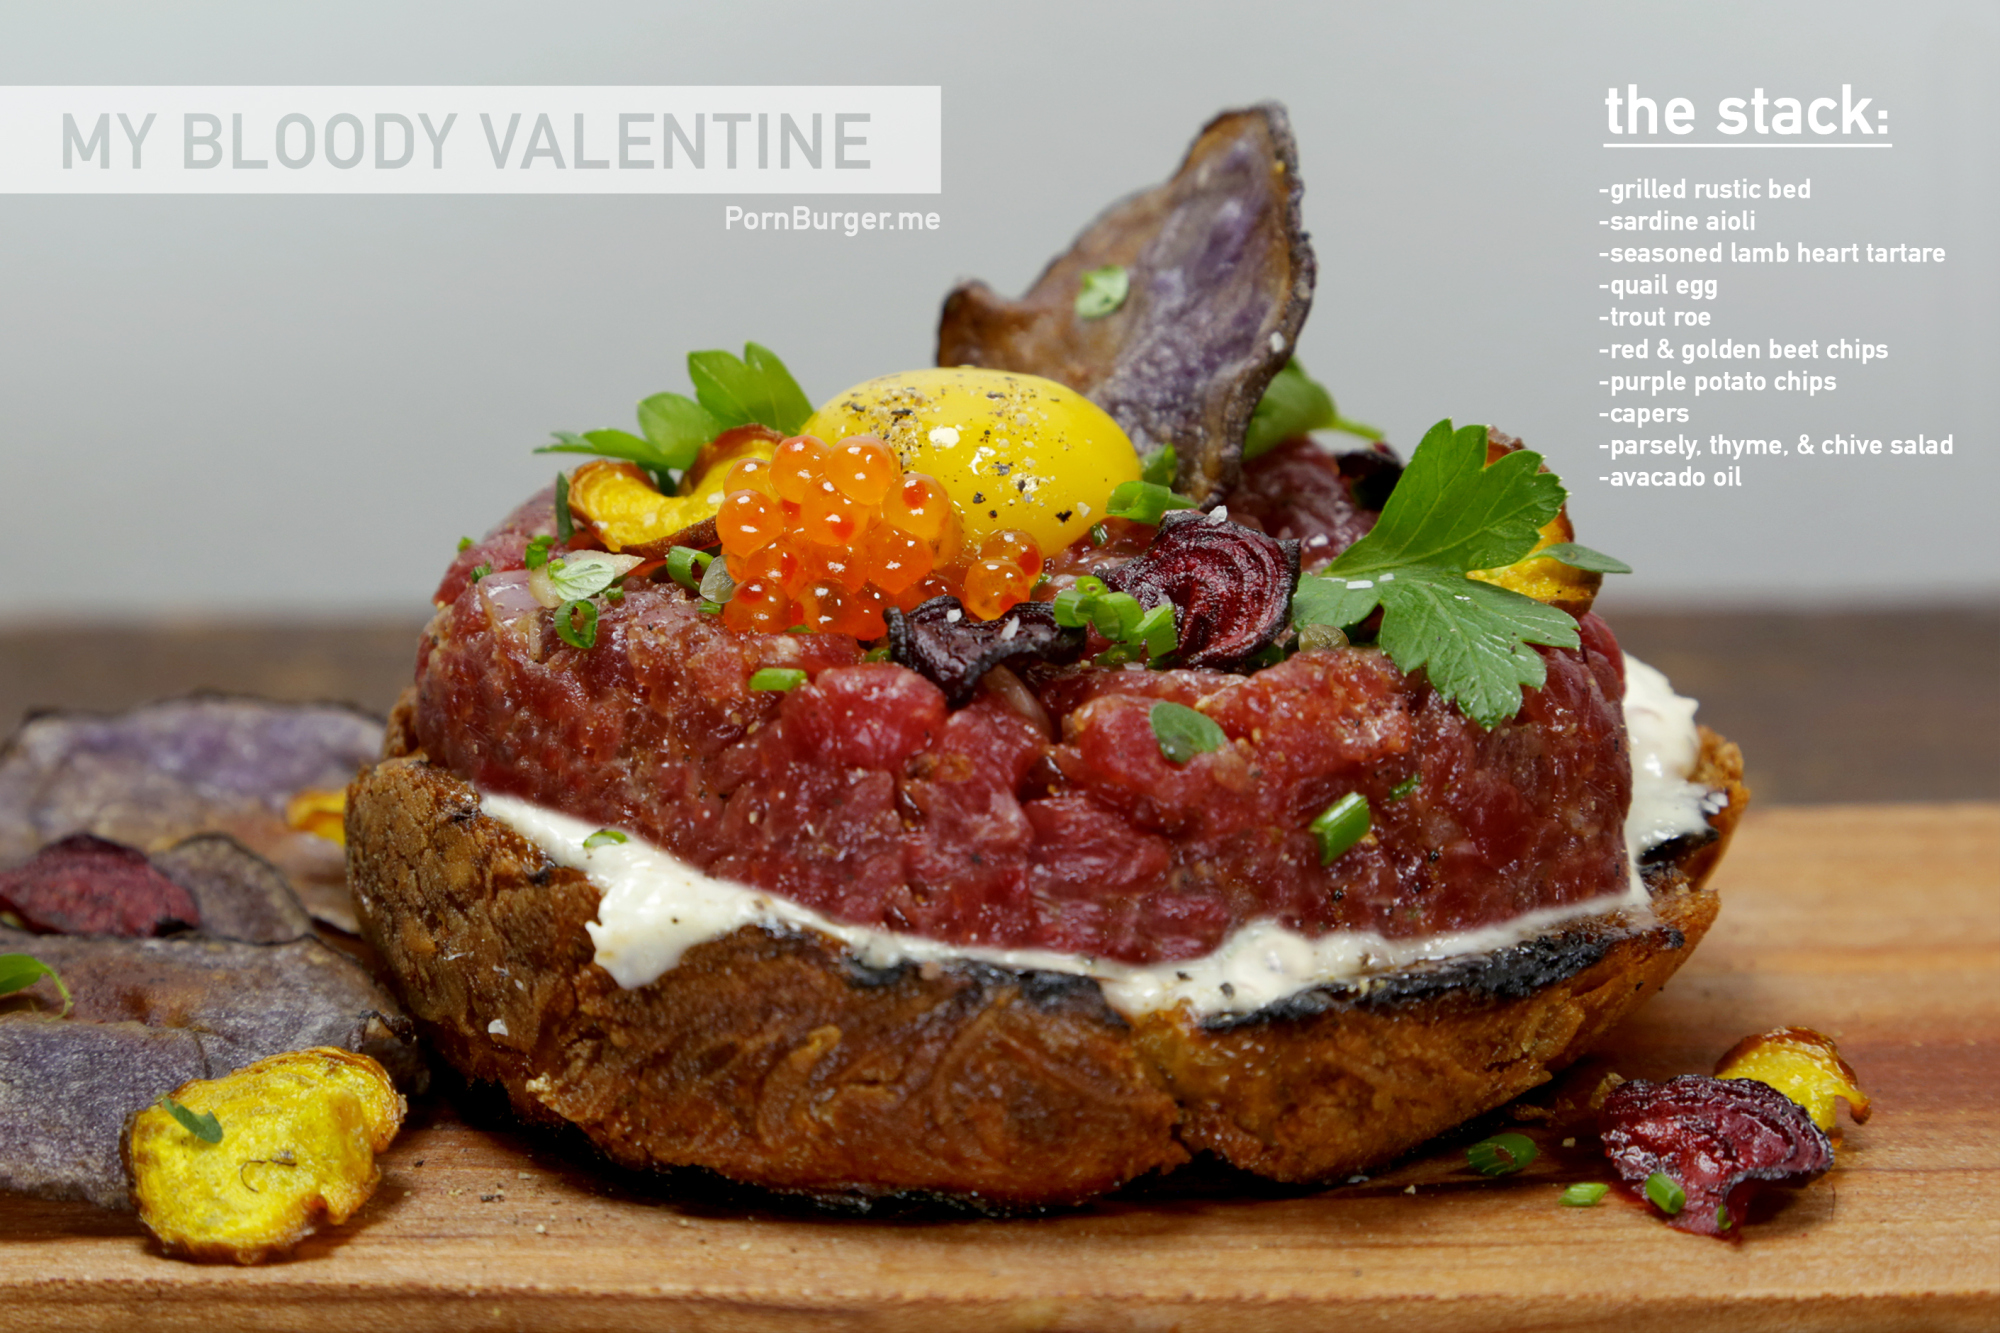 MY BLOODY VALENTINE
PornBurger.me
the stack:
-grilled rustic bed
-sardine aioli
-seasoned lamb heart tartare
-quail egg
-trout roe
-red & golden beet chips
-purple potato chips
-capers
-parsely, thyme, & chive salad
-avacado oil